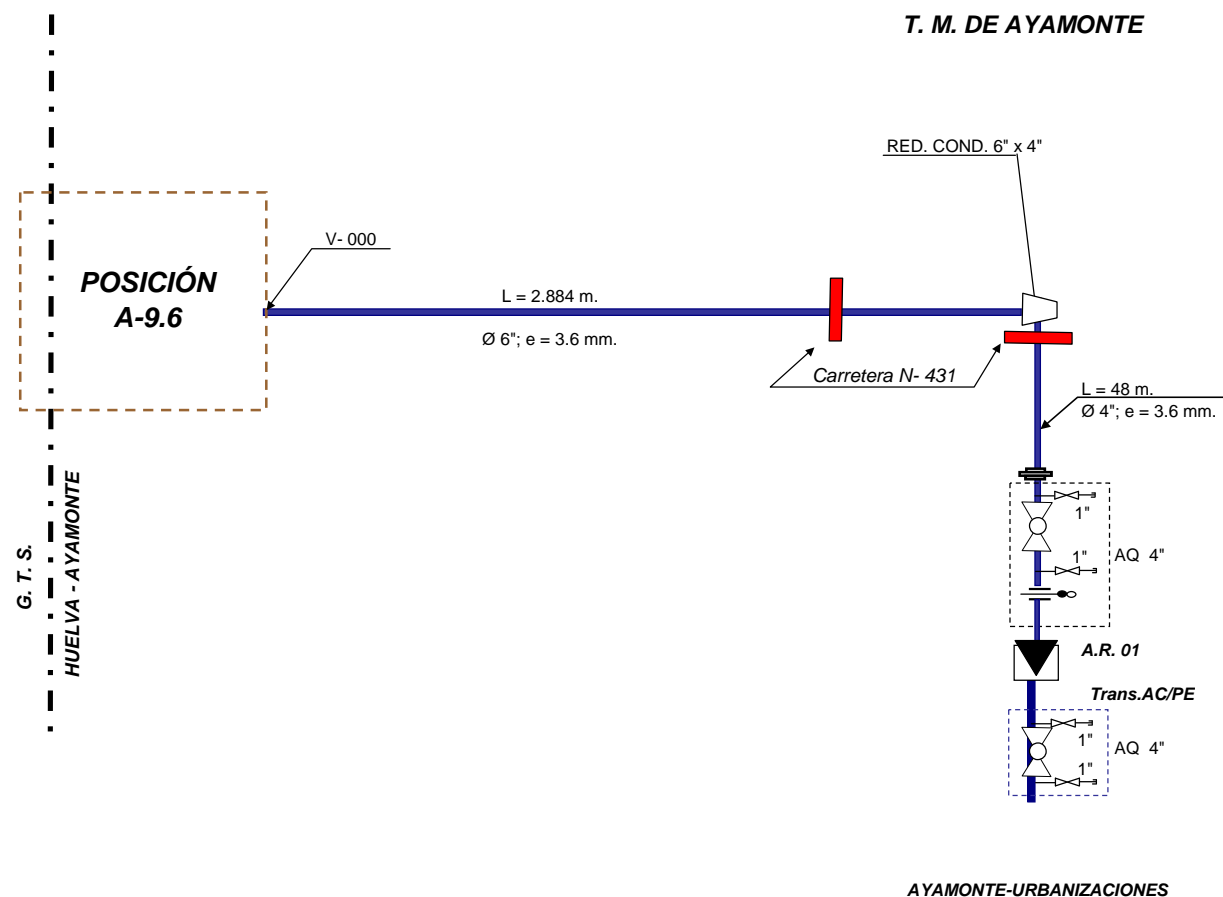 T. M. DE AYAMONTE
RED. COND. 6" x 4"
V- 000
POSICIÓN
A-9.6
L = 2.884 m.
Ø 6"; e = 3.6 mm.
Carretera N- 431
L = 48 m.
Ø 4"; e = 3.6 mm.
G. T. S.
HUELVA - AYAMONTE
1"
1"
AQ 4"
A.R. 01
Trans.AC/PE
1"
1"
AQ 4"
AYAMONTE-URBANIZACIONES